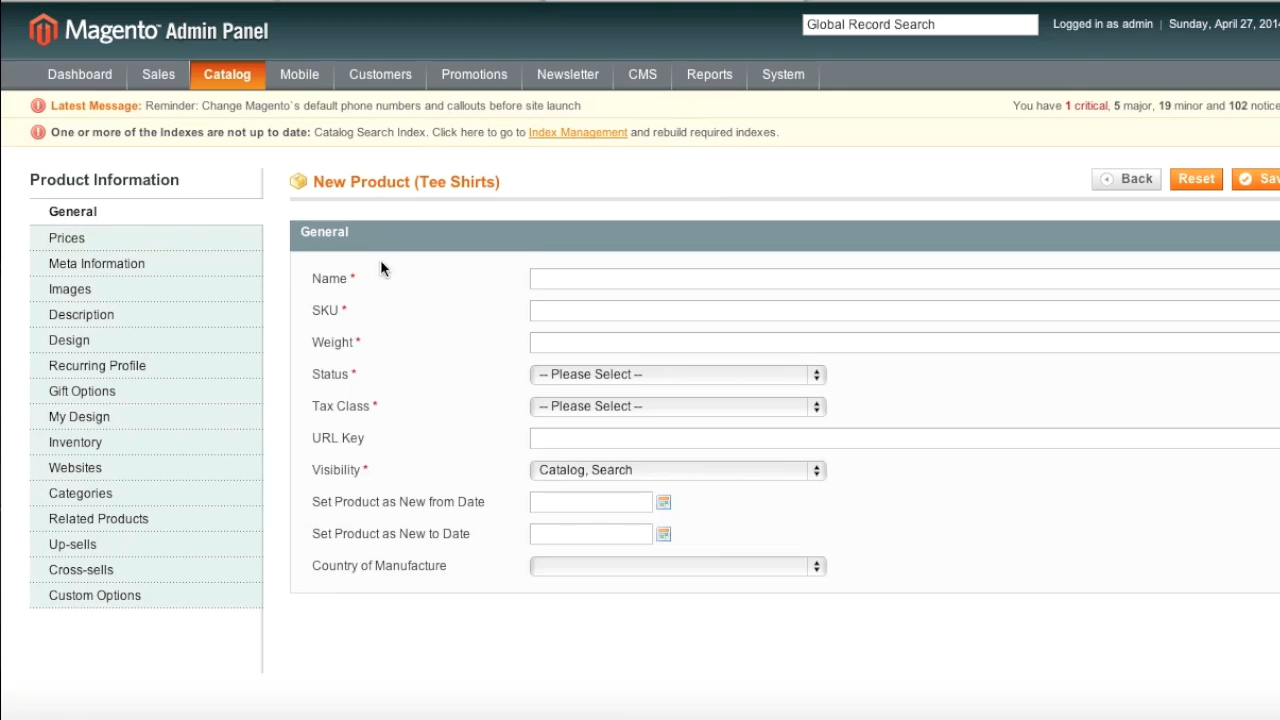 Magento™ Admin Panel
Global Record Search
Logged in as admin | Sunday, April 27, 2014
Dashboard Sales Catalog Mobile Customers Promotions Newsletter CMS Reports System
Latest Message: Reminder: Change Magento`s default phone numbers and callouts before site launch
You have 1 critical, 5 major, 19 minor and 102 notice
One or more of the Indexes are not up to date: Catalog Search Index. Click here to go to Index Management and rebuild required indexes.
Product Information
General
Prices
Meta Information
Images
Description
Design
Recurring Profile
Gift Options
My Design
Inventory
Websites
Categories
Related Products
Up-sells
Cross-sells
Custom Options
New Product (Tee Shirts)
Back Reset Sav
General
Name *
SKU *
Weight *
Status * -- Please Select --
Tax Class * -- Please Select --
URL Key
Visibility * Catalog, Search
Set Product as New from Date
Set Product as New to Date
Country of Manufacture